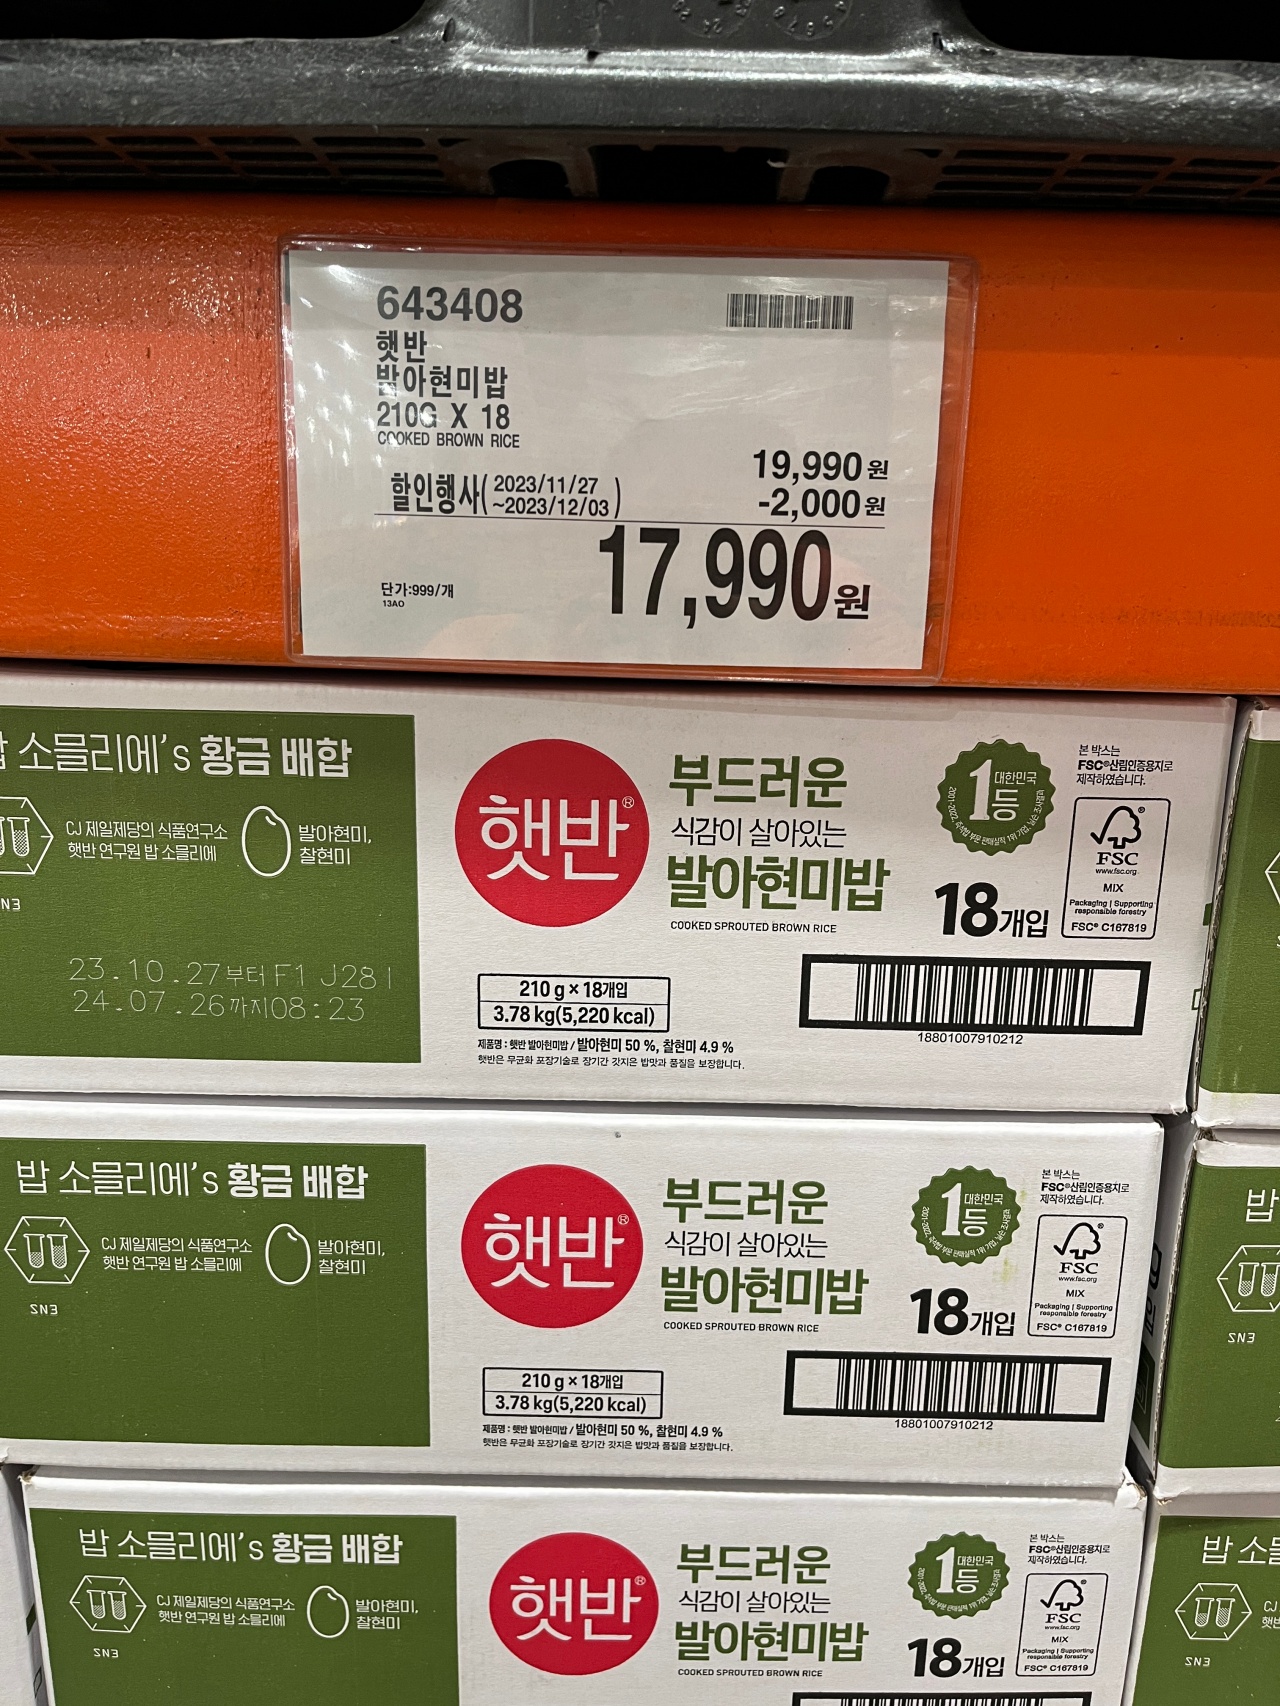 643408
햇반
발아현미밥
210G X 18
COOKED BROWN RICE
19,990원
할인행사( 2023/11/27 ~2023/12/03 )
-2,000원
17,990원
단가:999/개
13AO
밥 소믈리에's 황금 배합
CJ 제일제당의 식품연구소
햇반 연구원 밥 소믈리에
발아현미,
찰현미
23.10.27부터F1 J28
24.07.26까지08:23
햇반®
부드러운
식감이 살아있는
발아현미밥
COOKED SPROUTED BROWN RICE
대한민국
1등
18개입
본 박스는
FSC®산림인증용지로
제작하였습니다.
FSC
www.fsc.org
MIX
Packaging | Supporting
responsible forestry
FSC® C167819
210 g × 18개입
3.78 kg(5,220 kcal)
제품명 : 햇반 발아현미밥 / 발아현미 50 %, 찰현미 4.9 %
햇반은 무균화 포장기술로 장기간 갓지은 밥맛과 품질을 보장합니다.
18801007910212
밥 소믈리에's 황금 배합
CJ 제일제당의 식품연구소
햇반 연구원 밥 소믈리에
발아현미,
찰현미
햇반®
부드러운
식감이 살아있는
발아현미밥
COOKED SPROUTED BROWN RICE
대한민국
1등
18개입
본 박스는
FSC®산림인증용지로
제작하였습니다.
FSC
www.fsc.org
MIX
Packaging | Supporting
responsible forestry
FSC® C167819
210 g × 18개입
3.78 kg(5,220 kcal)
제품명 : 햇반 발아현미밥 / 발아현미 50 %, 찰현미 4.9 %
햇반은 무균화 포장기술로 장기간 갓지은 밥맛과 품질을 보장합니다.
18801007910212
밥 소믈리에's 황금 배합
CJ 제일제당의 식품연구소
햇반 연구원 밥 소믈리에
발아현미,
찰현미
햇반®
부드러운
식감이 살아있는
발아현미밥
COOKED SPROUTED BROWN RICE
대한민국
1등
18개입
본 박스는
FSC®산림인증용지로
제작하였습니다.
FSC
www.fsc.org
MIX
Packaging | Supporting
responsible forestry
FSC® C167819